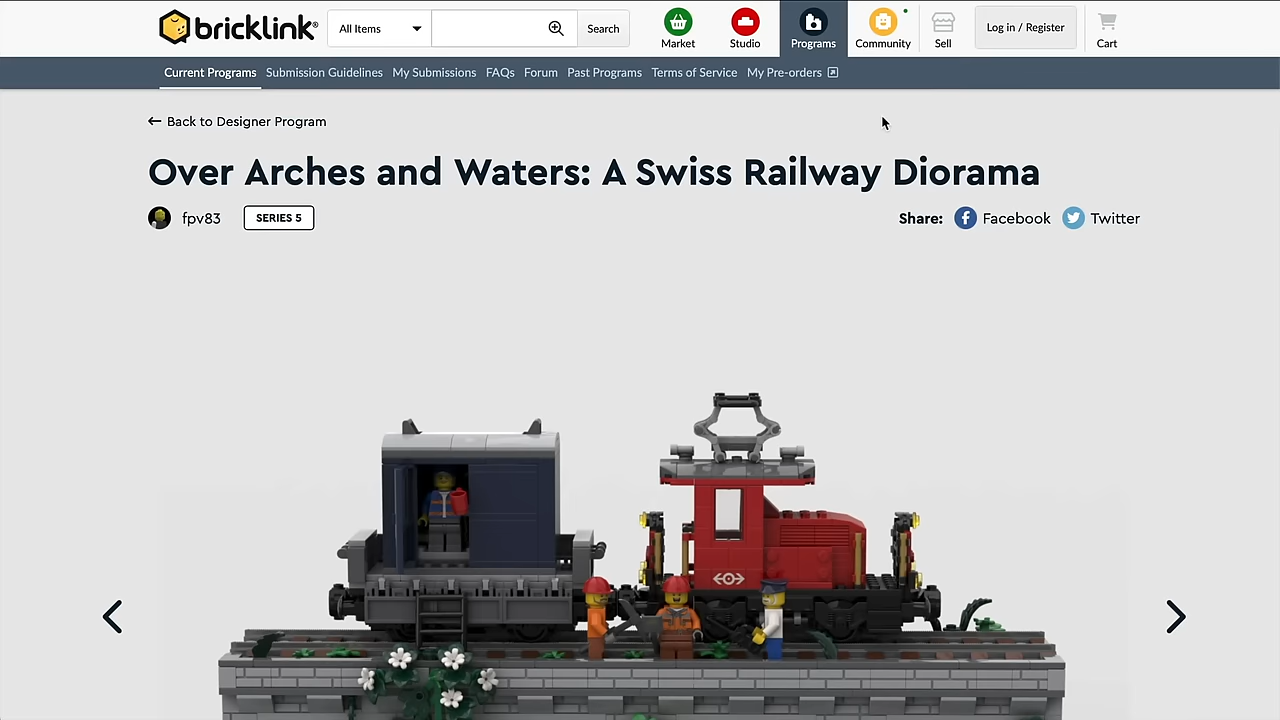 bricklink®
All Items
Search
Market
Studio
Programs
Community
Sell
Log in / Register
Cart
Current Programs
Submission Guidelines
My Submissions
FAQs
Forum
Past Programs
Terms of Service
My Pre-orders
← Back to Designer Program
Over Arches and Waters: A Swiss Railway Diorama
fpv83
SERIES 5
Share:
Facebook
Twitter